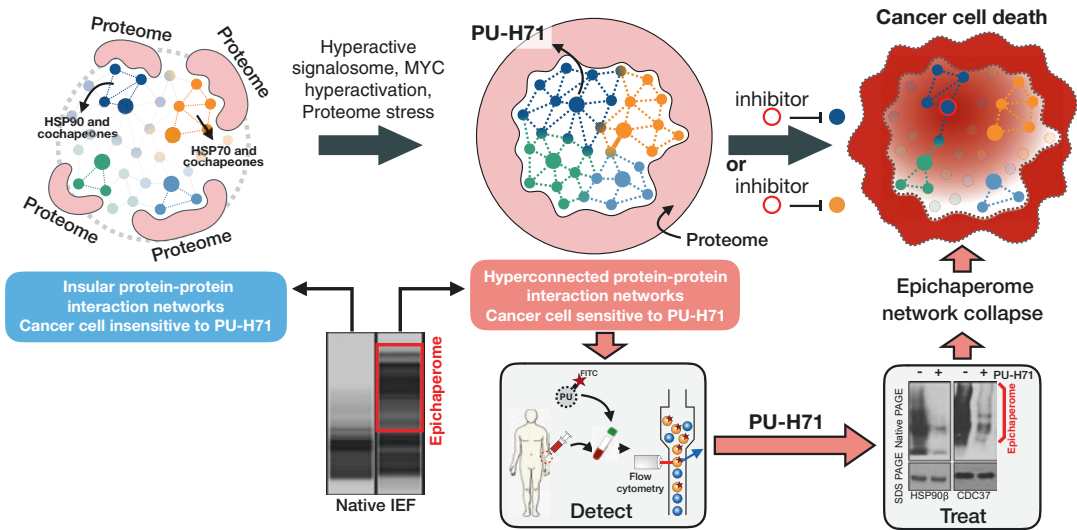 Proteome
Proteome
HSP90 and
cochapeones
HSP70 and
cochapeones
Proteome
Proteome
Hyperactive
signalosome, MYC
hyperactivation,
Proteome stress
PU-H71
Proteome
inhibitor
or
inhibitor
Cancer cell death
Insular protein-protein
interaction networks
Cancer cell insensitive to PU-H71
Hyperconnected protein-protein
interaction networks
Cancer cell sensitive to PU-H71
Epichaperome
network collapse
Epichaperome
Native IEF
FITC
PU
Flow
cytometry
Detect
PU-H71
- + - + PU-H71
Native PAGE
SDS PAGE
Epichaperome
HSP90β CDC37
Treat